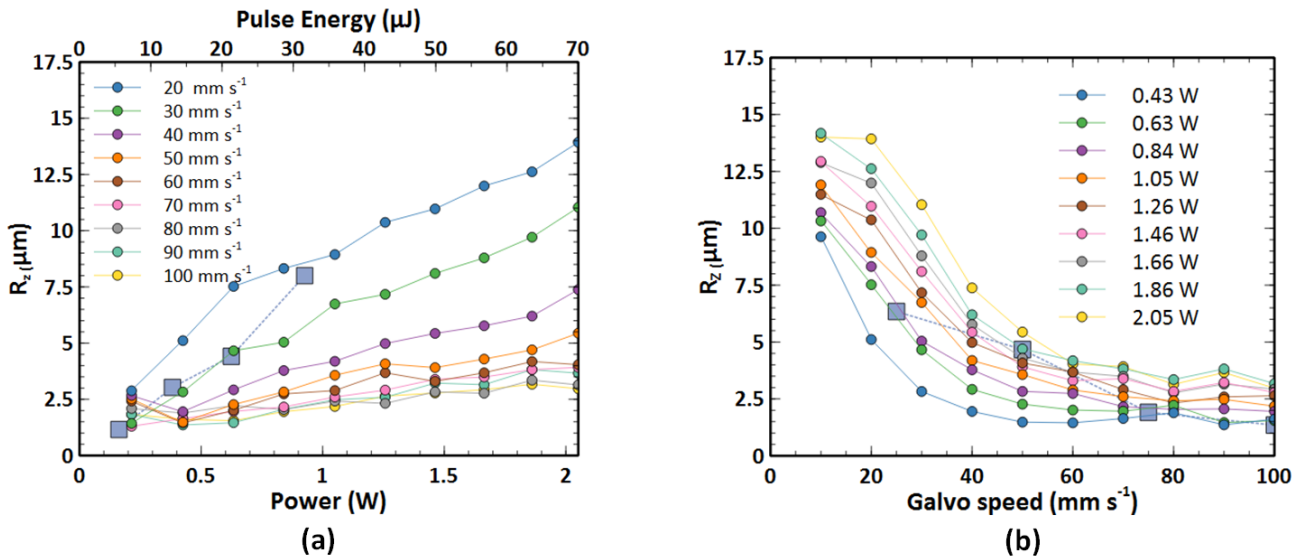 Pulse Energy (µJ)
0 10 20 30 40 50 60 70
17.5
15
12.5
10
7.5
5
2.5
0
Rz (µm)
20 mm s-1
30 mm s-1
40 mm s-1
50 mm s-1
60 mm s-1
70 mm s-1
80 mm s-1
90 mm s-1
100 mm s-1
0 0.5 1 1.5 2
Power (W)
(a)
17.5
15
12.5
10
7.5
5
2.5
0
RZ (µm)
0.43 W
0.63 W
0.84 W
1.05 W
1.26 W
1.46 W
1.66 W
1.86 W
2.05 W
0 20 40 60 80 100
Galvo speed (mm s-1)
(b)